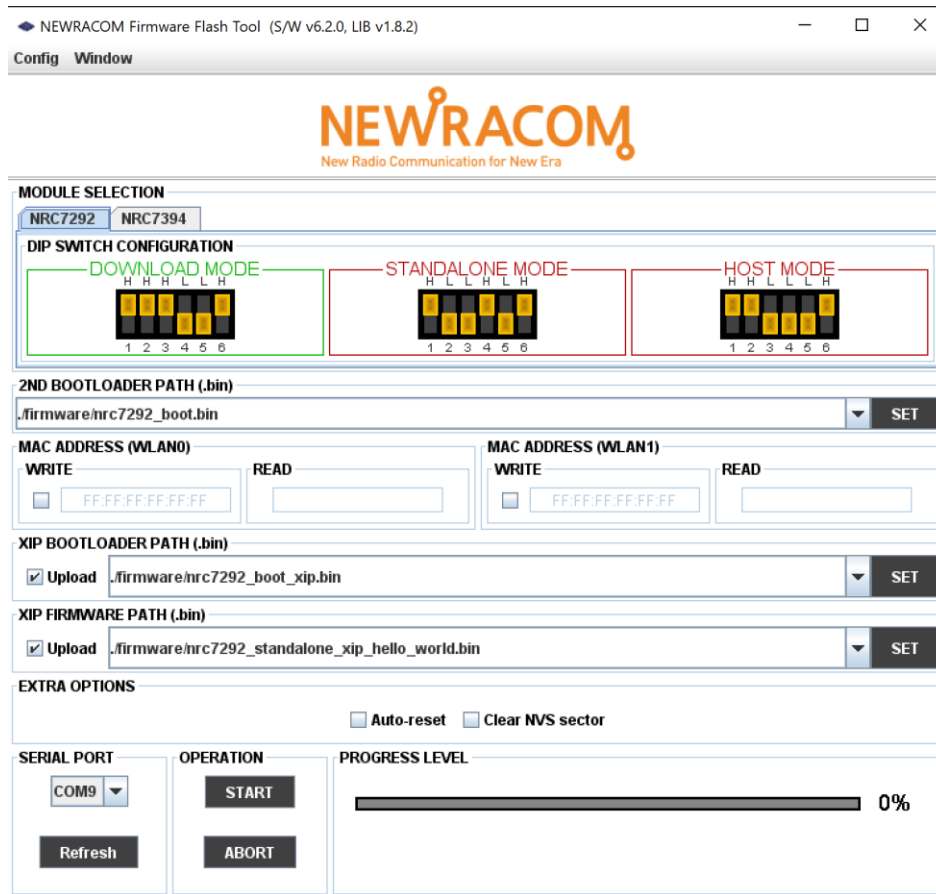 NEWRACOM Firmware Flash Tool (S/W v6.2.0, LIB v1.8.2)
Config Window
NEWRACOM
New Radio Communication for New Era
MODULE SELECTION
NRC7292 NRC7394
DIP SWITCH CONFIGURATION
DOWNLOAD MODE STANDALONE MODE HOST MODE
H H H L L H H L L H L H H H L L L H
1 2 3 4 5 6 1 2 3 4 5 6 1 2 3 4 5 6
2ND BOOTLOADER PATH (.bin)
./firmware/nrc7292_boot.bin SET
MAC ADDRESS (WLAN0) MAC ADDRESS (WLAN1)
WRITE READ WRITE READ
FF:FF:FF:FF:FF:FF FF:FF:FF:FF:FF:FF
XIP BOOTLOADER PATH (.bin)
Upload ./firmware/nrc7292_boot_xip.bin SET
XIP FIRMWARE PATH (.bin)
Upload ./firmware/nrc7292_standalone_xip_hello_world.bin SET
EXTRA OPTIONS
Auto-reset Clear NVS sector
SERIAL PORT OPERATION PROGRESS LEVEL
COM9 START
0%
Refresh ABORT